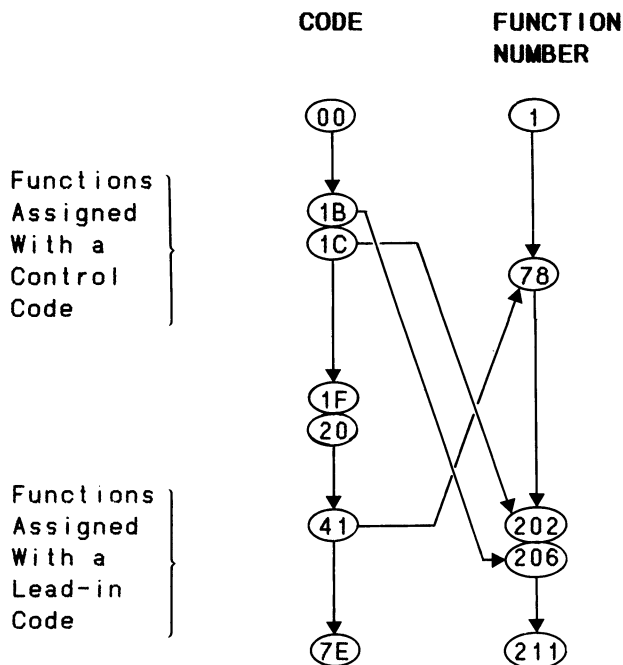 CODE FUNCTION
NUMBER
00 1
Functions
Assigned
With a
Control
Code
1B
1C
78
1F
20
Functions
Assigned
With a
Lead-in
Code
41
202
206
7E
211